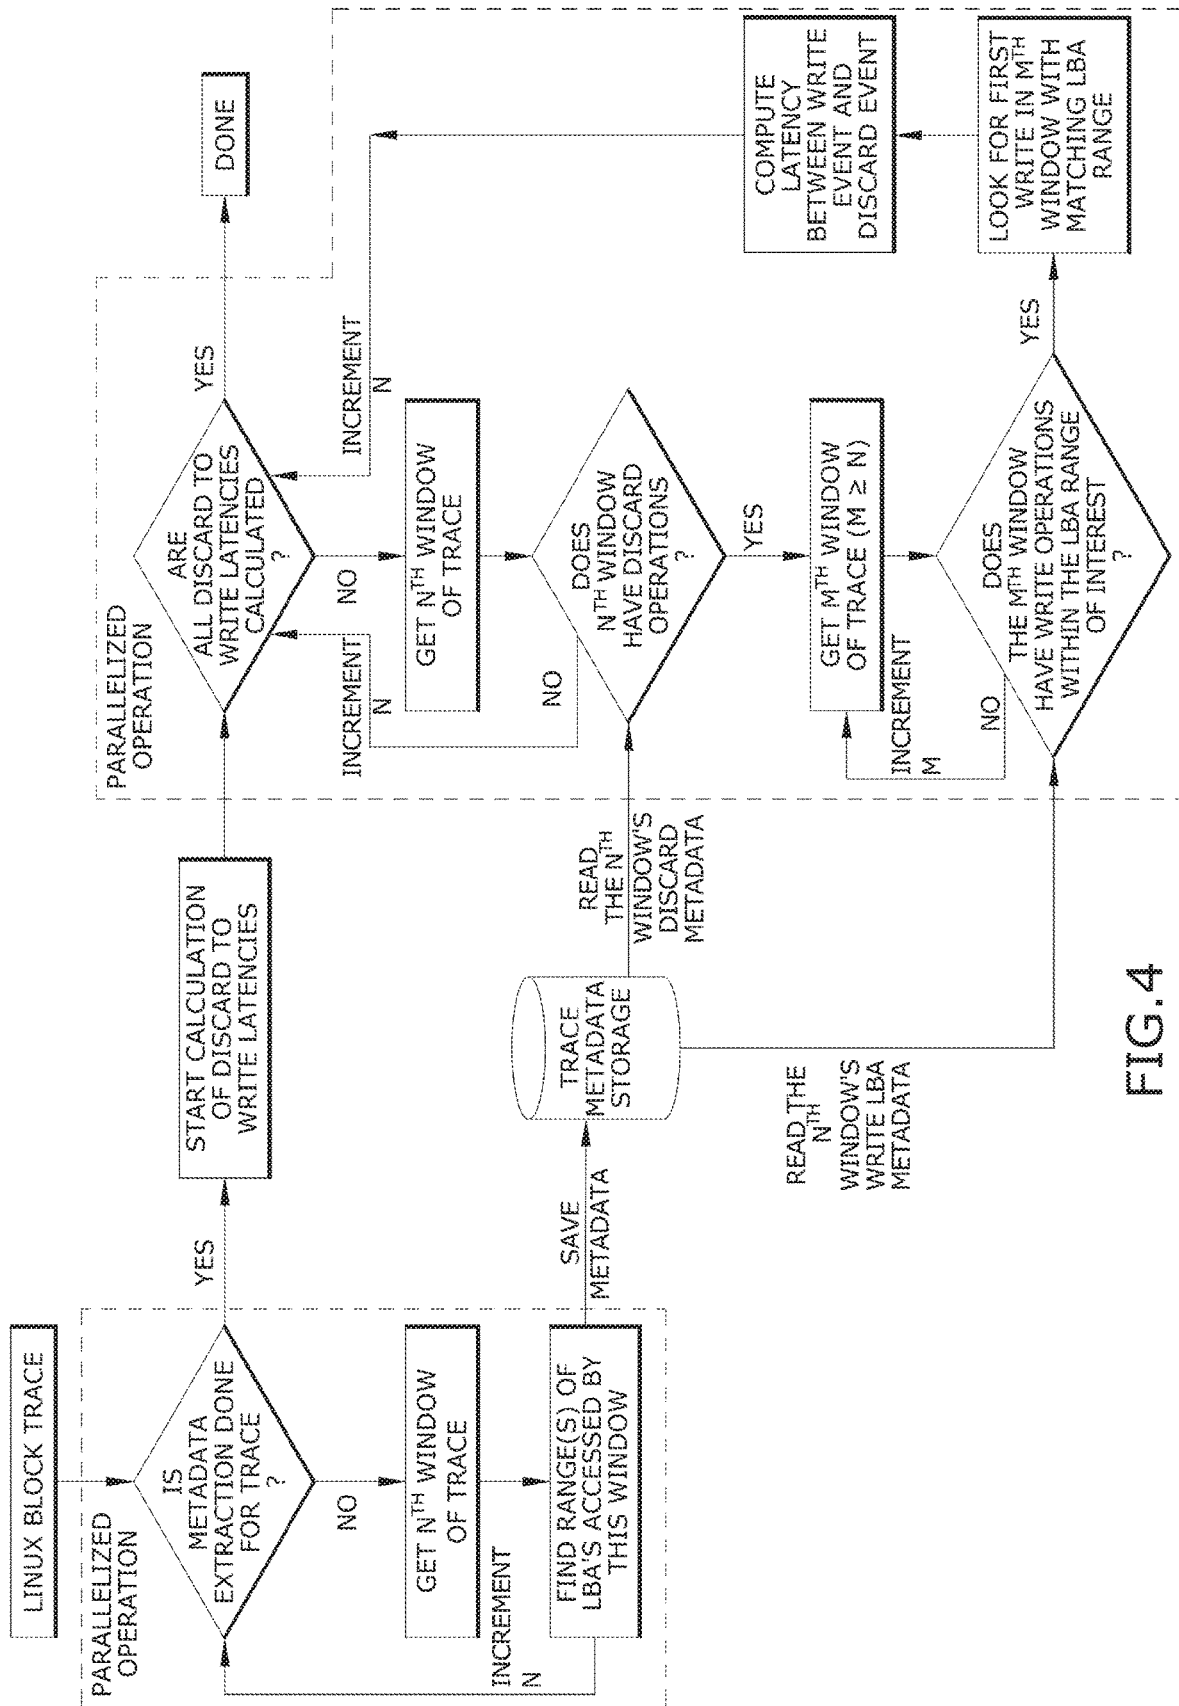 LINUX BLOCK TRACE
PARALLELIZED
OPERATION
IS
METADATA
EXTRACTION DONE
FOR TRACE
?
YES
NO
GET NTH WINDOW
OF TRACE
INCREMENT
N
FIND RANGE(S) OF
LBA'S ACCESSED BY
THIS WINDOW
SAVE
METADATA
TRACE
METADATA
STORAGE
START CALCULATION
OF DISCARD TO
WRITE LATENCIES
READ
THE NTH
WINDOW'S
DISCARD
METADATA
READ THE
NTH
WINDOW'S
WRITE LBA
METADATA
PARALLELIZED
OPERATION
ARE
ALL DISCARD TO
WRITE LATENCIES
CALCULATED
?
YES
DONE
NO
INCREMENT
N
INCREMENT
N
GET NTH WINDOW
OF TRACE
DOES
NTH WINDOW
HAVE DISCARD
OPERATIONS
?
NO
YES
GET MTH WINDOW
OF TRACE (M ≥ N)
INCREMENT
M
NO
DOES
THE MTH WINDOW
HAVE WRITE OPERATIONS
WITHIN THE LBA RANGE
OF INTEREST
?
YES
LOOK FOR FIRST
WRITE IN MTH
WINDOW WITH
MATCHING LBA
RANGE
COMPUTE
LATENCY
BETWEEN WRITE
EVENT AND
DISCARD EVENT
FIG.4